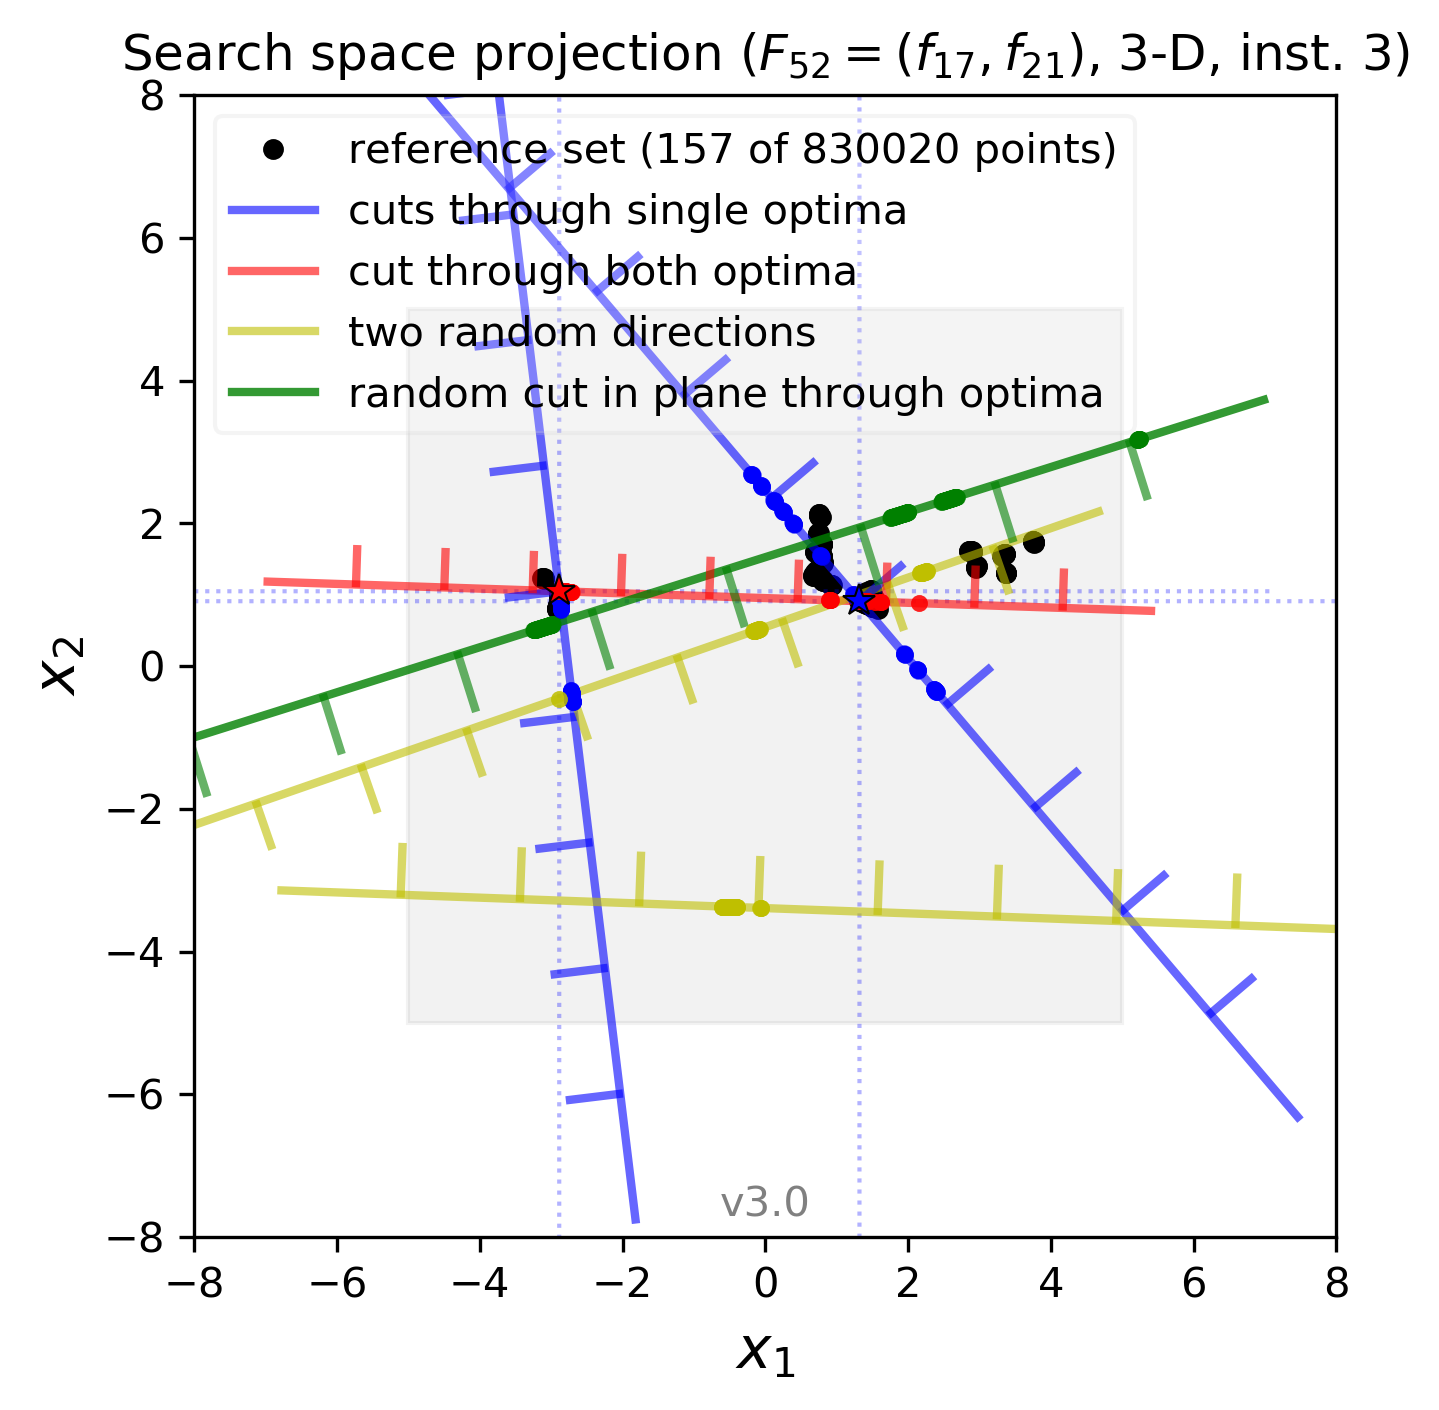 Search space projection (F₅₂ = (f₁₇, f₂₁), 3-D, inst. 3)
8
6
4
2
0
−2
−4
−6
−8
x₂
reference set (157 of 830020 points)
cuts through single optima
cut through both optima
two random directions
random cut in plane through optima
v3.0
−8 −6 −4 −2 0 2 4 6 8
x₁